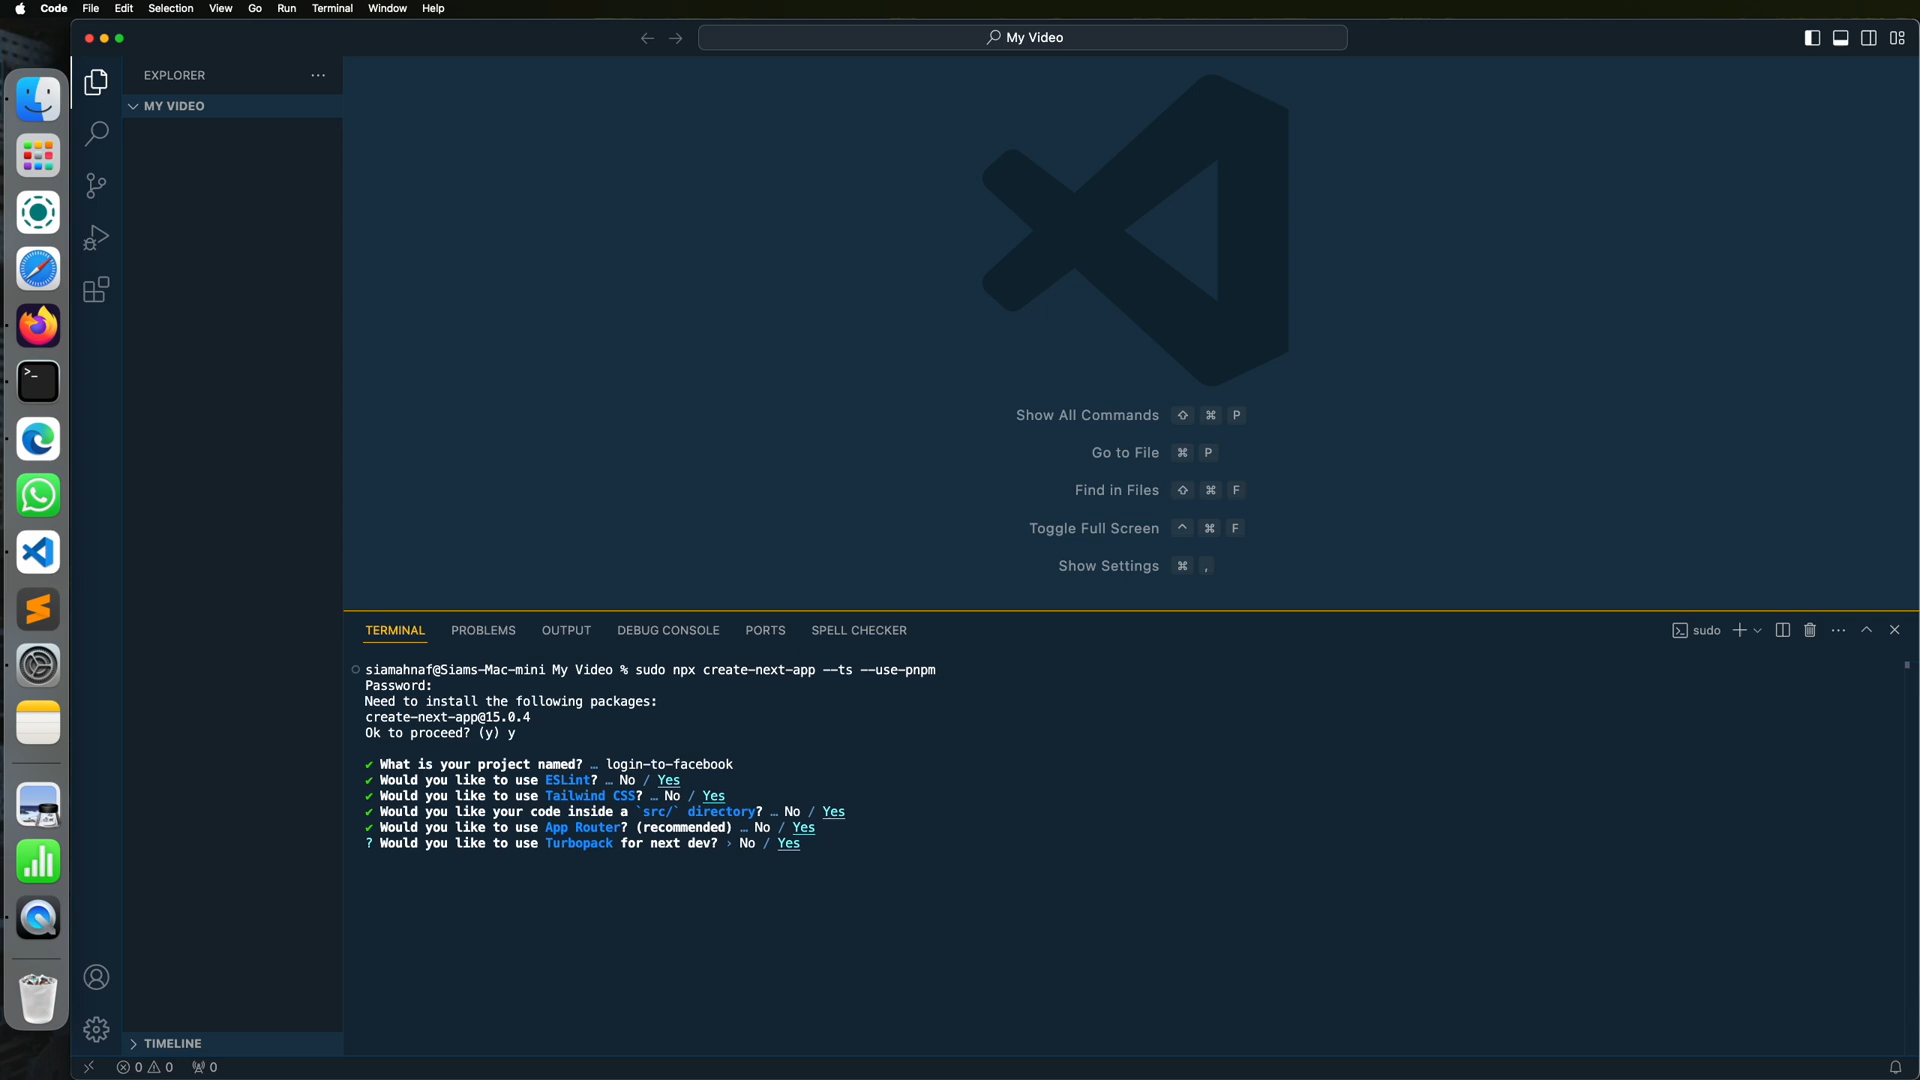 Code File Edit Selection View Go Run Terminal Window Help
My Video
EXPLORER
MY VIDEO
Show All Commands ⇧ ⌘ P
Go to File ⌘ P
Find in Files ⇧ ⌘ F
Toggle Full Screen ^ ⌘ F
Show Settings ⌘ ,
TERMINAL PROBLEMS OUTPUT DEBUG CONSOLE PORTS SPELL CHECKER
sudo
siamahnaf@Siams-Mac-mini My Video % sudo npx create-next-app --ts --use-pnpm
Password:
Need to install the following packages:
create-next-app@15.0.4
Ok to proceed? (y) y
✔ What is your project named? … login-to-facebook
✔ Would you like to use ESLint? … No / Yes
✔ Would you like to use Tailwind CSS? … No / Yes
✔ Would you like your code inside a `src/` directory? … No / Yes
✔ Would you like to use App Router? (recommended) … No / Yes
? Would you like to use Turbopack for next dev? › No / Yes
TIMELINE
0 0 0